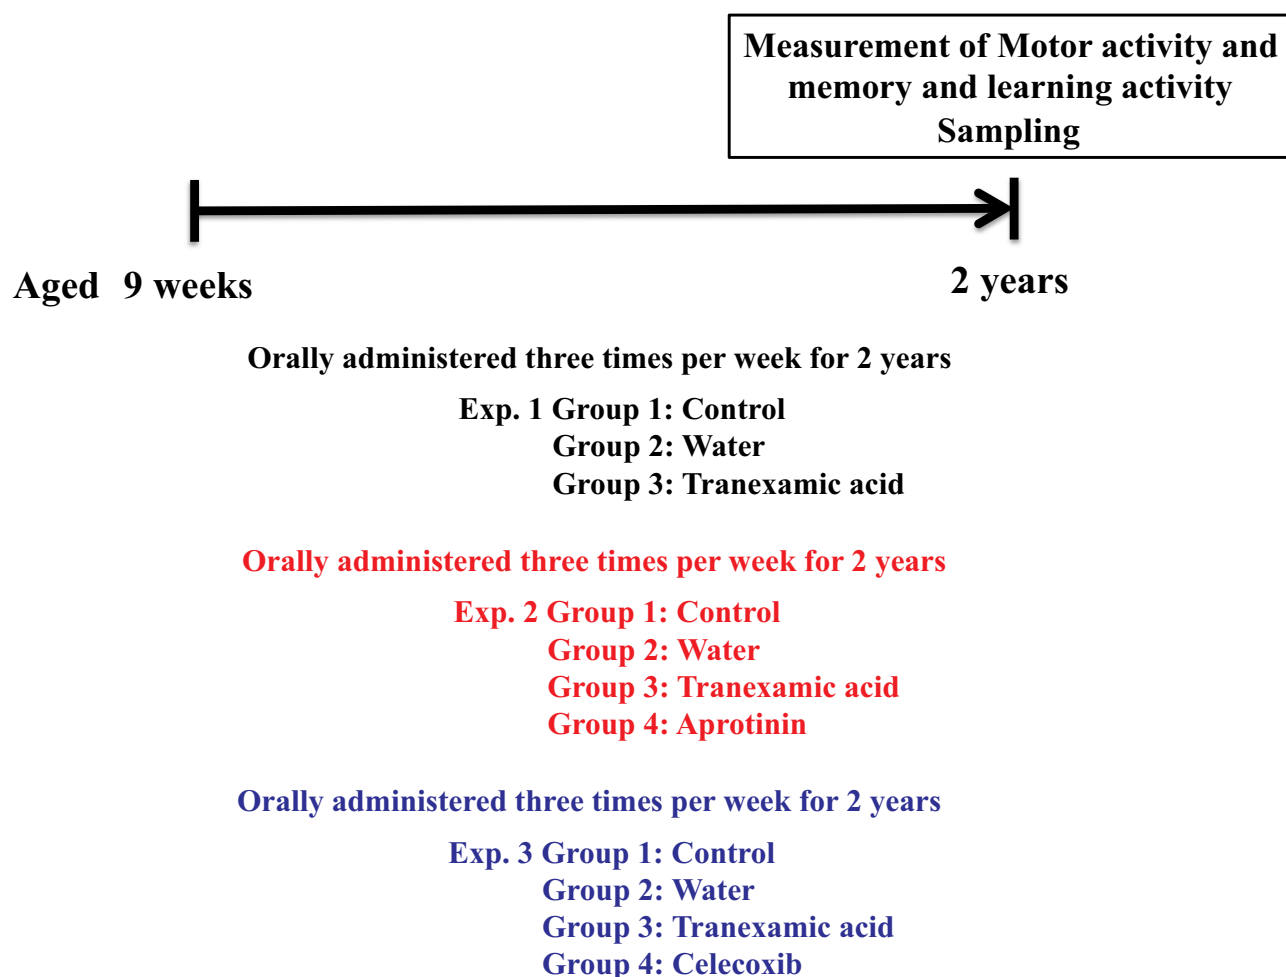 Measurement of Motor activity and
memory and learning activity
Sampling
Aged 9 weeks
2 years
Orally administered three times per week for 2 years
Exp. 1 Group 1: Control
Group 2: Water
Group 3: Tranexamic acid
Orally administered three times per week for 2 years
Exp. 2 Group 1: Control
Group 2: Water
Group 3: Tranexamic acid
Group 4: Aprotinin
Orally administered three times per week for 2 years
Exp. 3 Group 1: Control
Group 2: Water
Group 3: Tranexamic acid
Group 4: Celecoxib